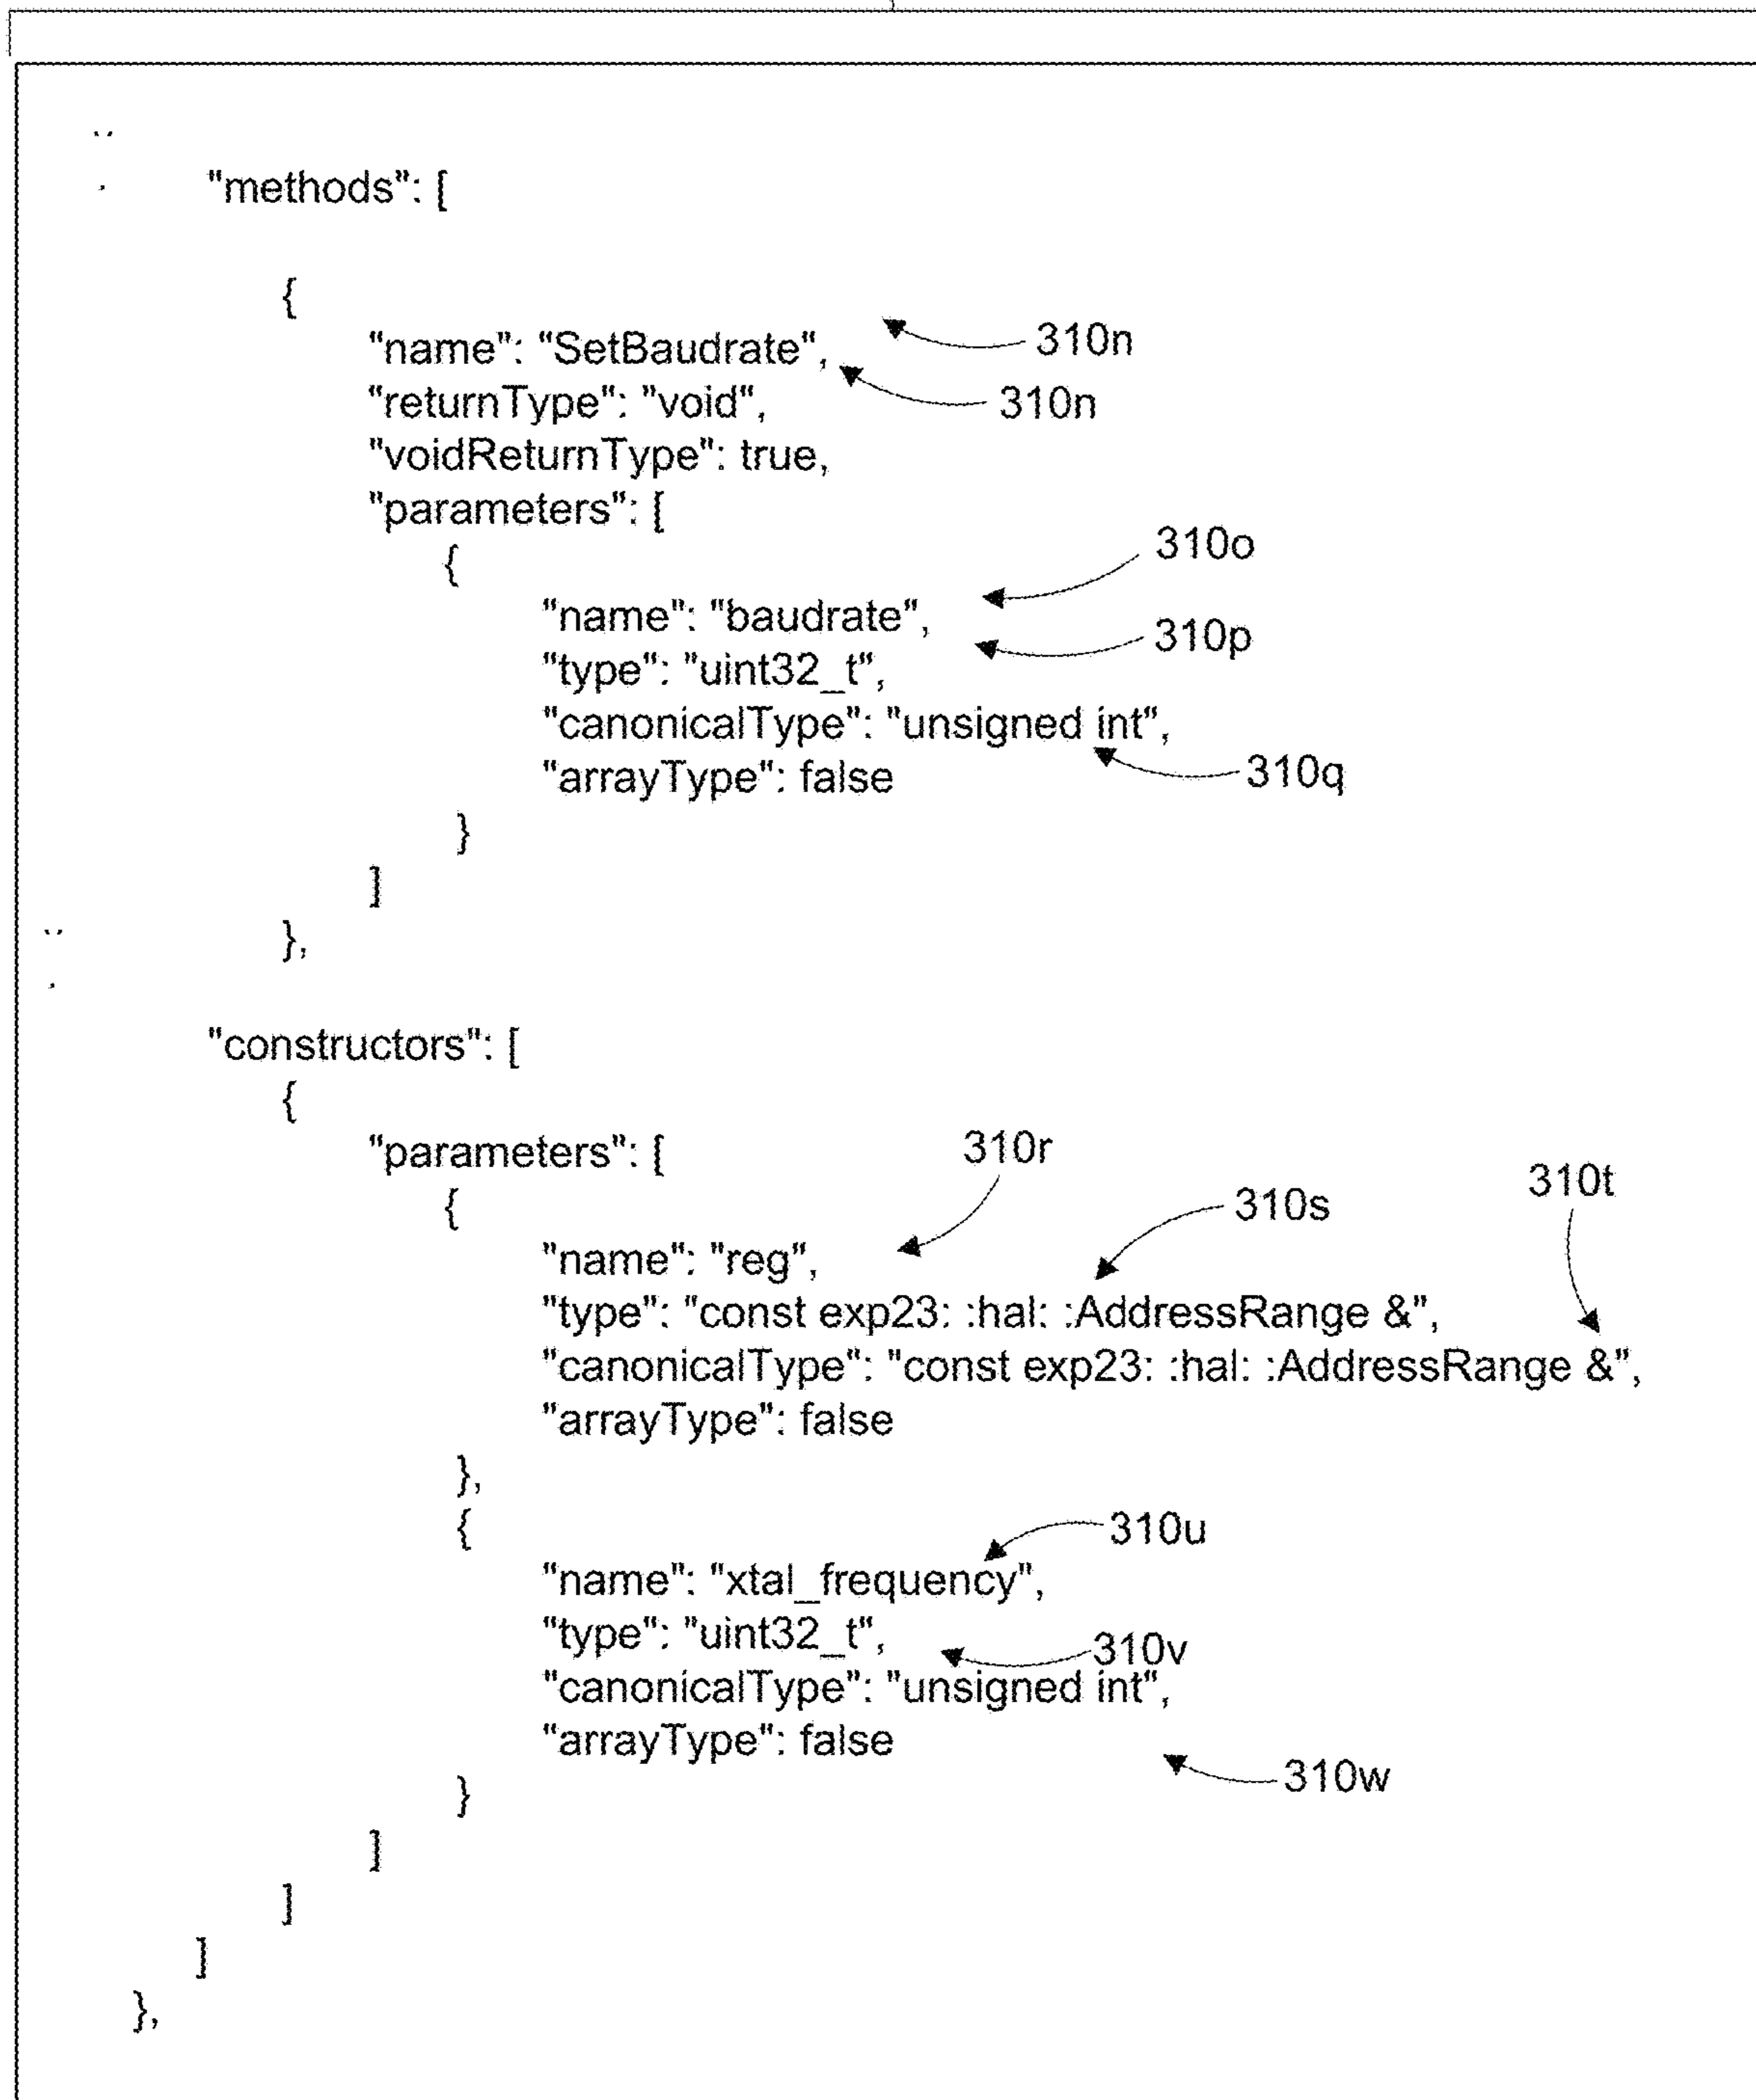 "methods": [
{
"name": "SetBaudrate", 310n
"returnType": "void", 310n
"voidReturnType": true,
"parameters": [
{ 310o
"name": "baudrate", 310p
"type": "uint32_t",
"canonicalType": "unsigned int",
"arrayType": false 310q
}
]
},
"constructors": [
{
"parameters": [ 310r 310t
{ 310s
"name": "reg",
"type": "const exp23: :hal: :AddressRange &",
"canonicalType": "const exp23: :hal: :AddressRange &",
"arrayType": false
},
{ 310u
"name": "xtal_frequency",
"type": "uint32_t", 310v
"canonicalType": "unsigned int",
"arrayType": false
} 310w
]
]
]
},